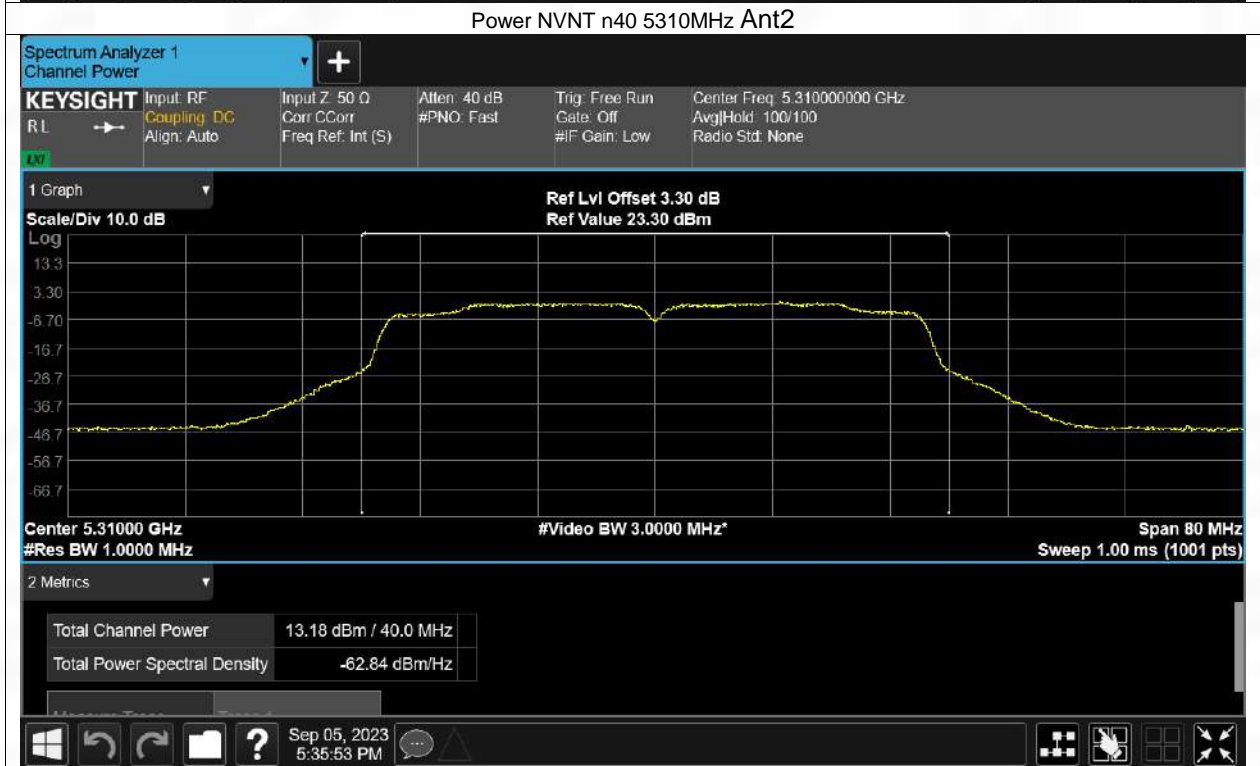 Power NVNT n40 5310MHz Ant2
Spectrum Analyzer 1
Channel Power
KEYSIGHT
RL
LXI
Input: RF
Coupling: DC
Align: Auto
Input Z: 50 Ω
Corr CCorr
Freq Ref: Int (S)
Atten: 40 dB
#PNO: Fast
Trig: Free Run
Gate: Off
#IF Gain: Low
Center Freq: 5.310000000 GHz
Avg|Hold: 100/100
Radio Std: None
1 Graph
Scale/Div 10.0 dB
Ref Lvl Offset 3.30 dB
Ref Value 23.30 dBm
Log
13.3
3.30
-6.70
-16.7
-26.7
-36.7
-46.7
-56.7
-66.7
Center 5.31000 GHz
#Res BW 1.0000 MHz
#Video BW 3.0000 MHz*
Span 80 MHz
Sweep 1.00 ms (1001 pts)
2 Metrics
Total Channel Power 13.18 dBm / 40.0 MHz
Total Power Spectral Density -62.84 dBm/Hz
?
Sep 05, 2023
5:35:53 PM